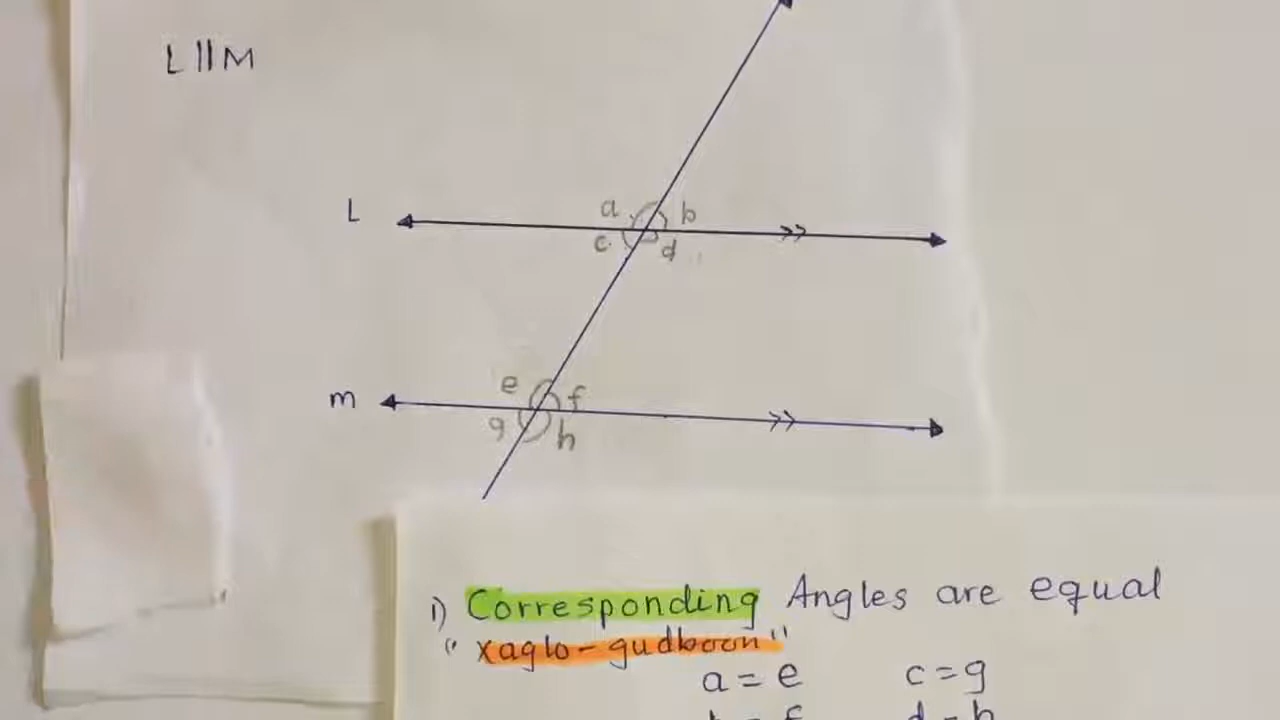 L || M
L
a b
c d
m
e f
g h
1) Corresponding Angles are equal
"xaglo-gudboon"
a = e c = g
b = f d = h